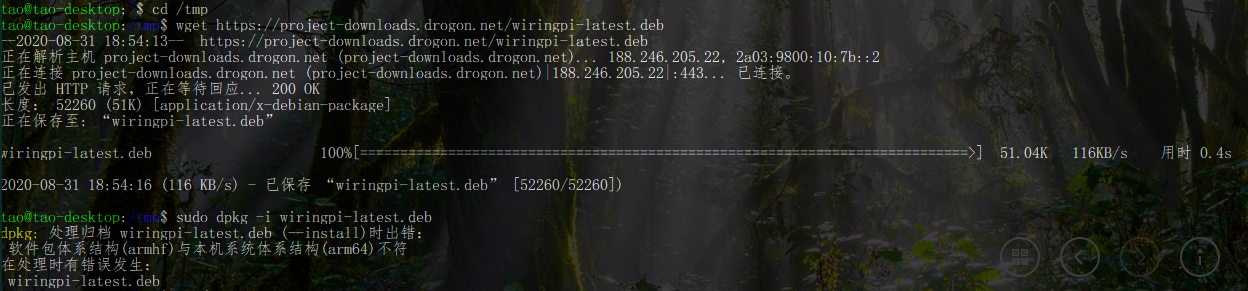 tao@tao-desktop:~$ cd /tmp
tao@tao-desktop:/tmp$ wget https://project-downloads.drogon.net/wiringpi-latest.deb
--2020-08-31 18:54:13--  https://project-downloads.drogon.net/wiringpi-latest.deb
正在解析主机 project-downloads.drogon.net (project-downloads.drogon.net)... 188.246.205.22, 2a03:9800:10:7b::2
正在连接 project-downloads.drogon.net (project-downloads.drogon.net)|188.246.205.22|:443... 已连接。
已发出 HTTP 请求，正在等待回应... 200 OK
长度： 52260 (51K) [application/x-debian-package]
正在保存至: “wiringpi-latest.deb”
wiringpi-latest.deb 100%[============================================================================>] 51.04K 116KB/s 用时 0.4s
2020-08-31 18:54:16 (116 KB/s) - 已保存 “wiringpi-latest.deb” [52260/52260])
tao@tao-desktop:/tmp$ sudo dpkg -i wiringpi-latest.deb
dpkg: 处理归档 wiringpi-latest.deb (--install)时出错：
软件包体系结构(armhf)与本机系统体系结构(arm64)不符
在处理时有错误发生：
wiringpi-latest.deb